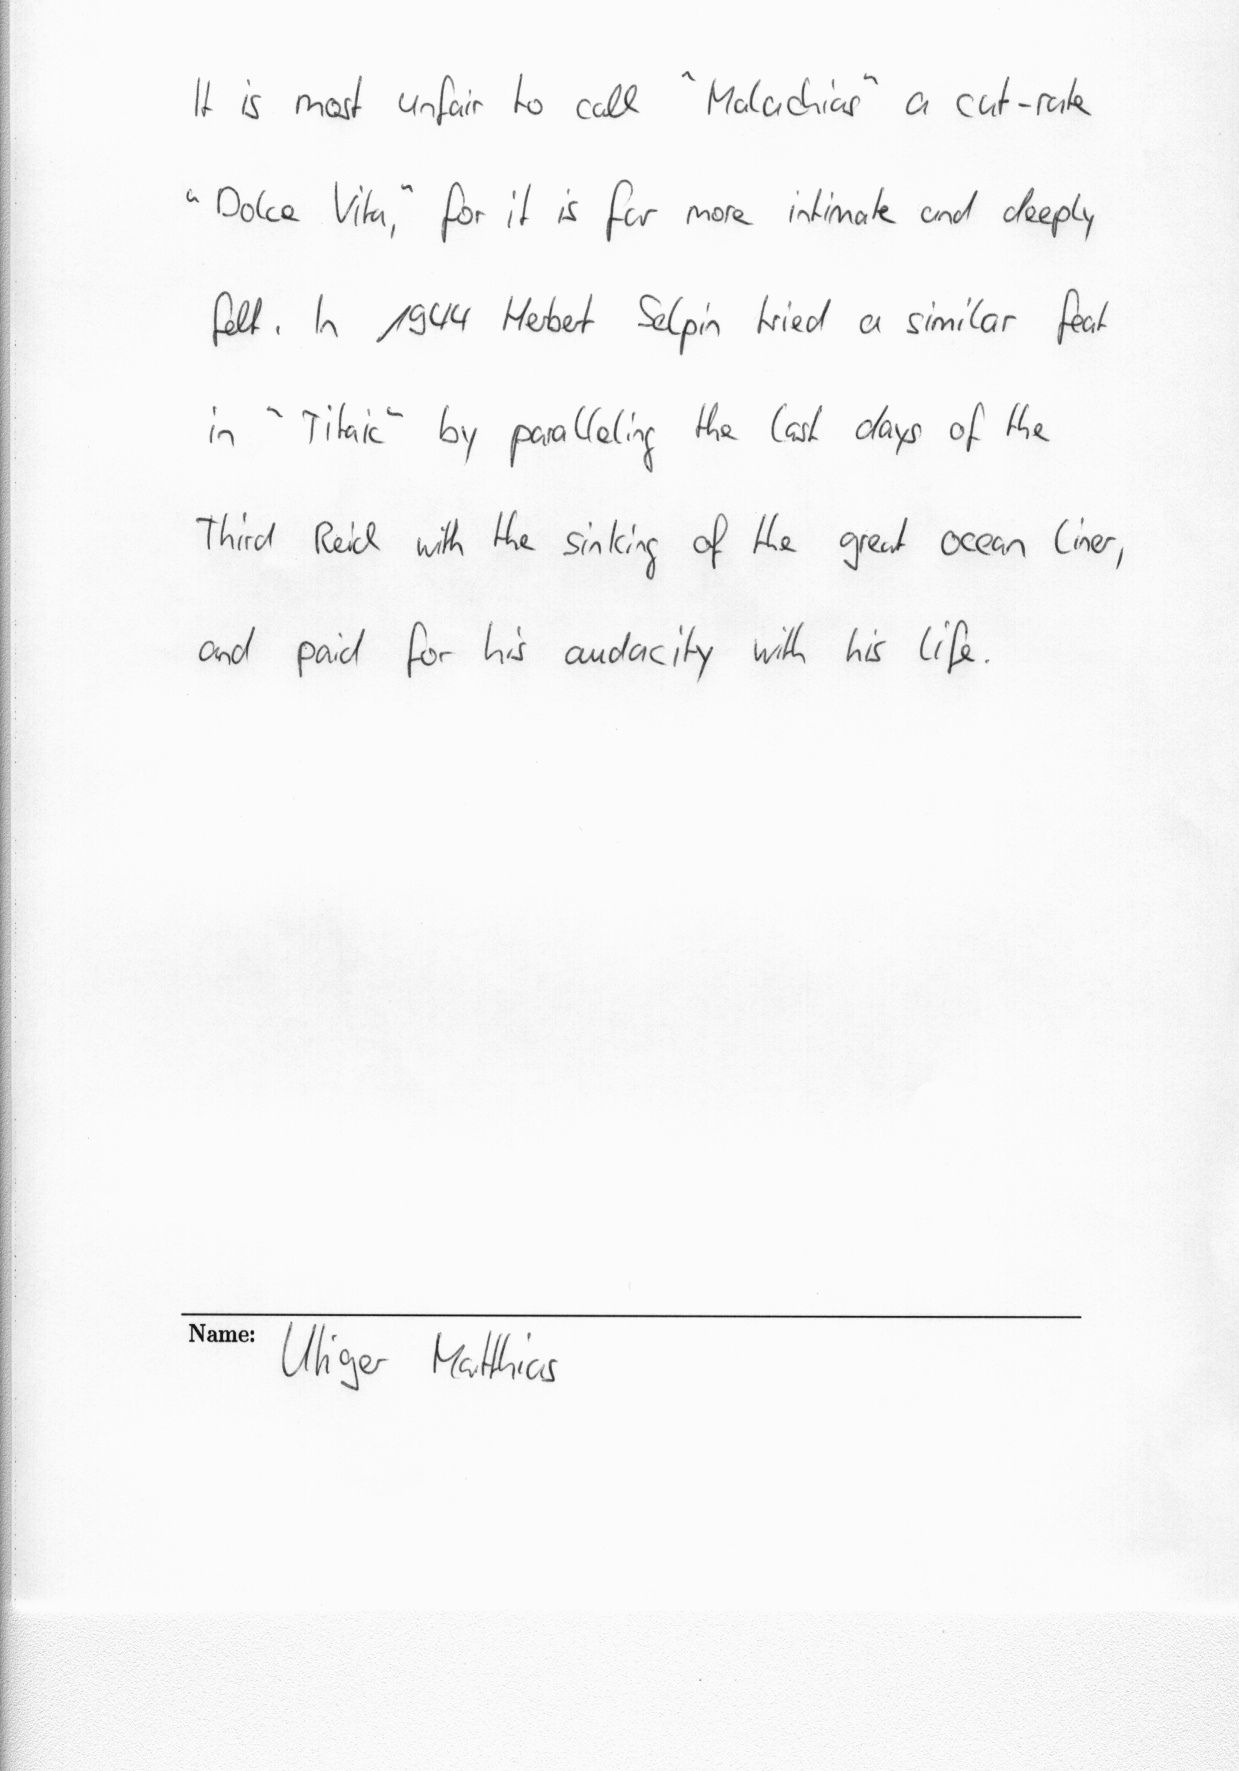 It is most unfair to call "Malachias" a cut-rate
"Dolce Vita," for it is far more intimate and deeply
felt. In 1944 Herbert Selpin tried a similar feat
in "Titaic" by paralleling the last days of the
Third Reich with the sinking of the great ocean liner,
and paid for his audacity with his life.
Name: Uliger Matthias